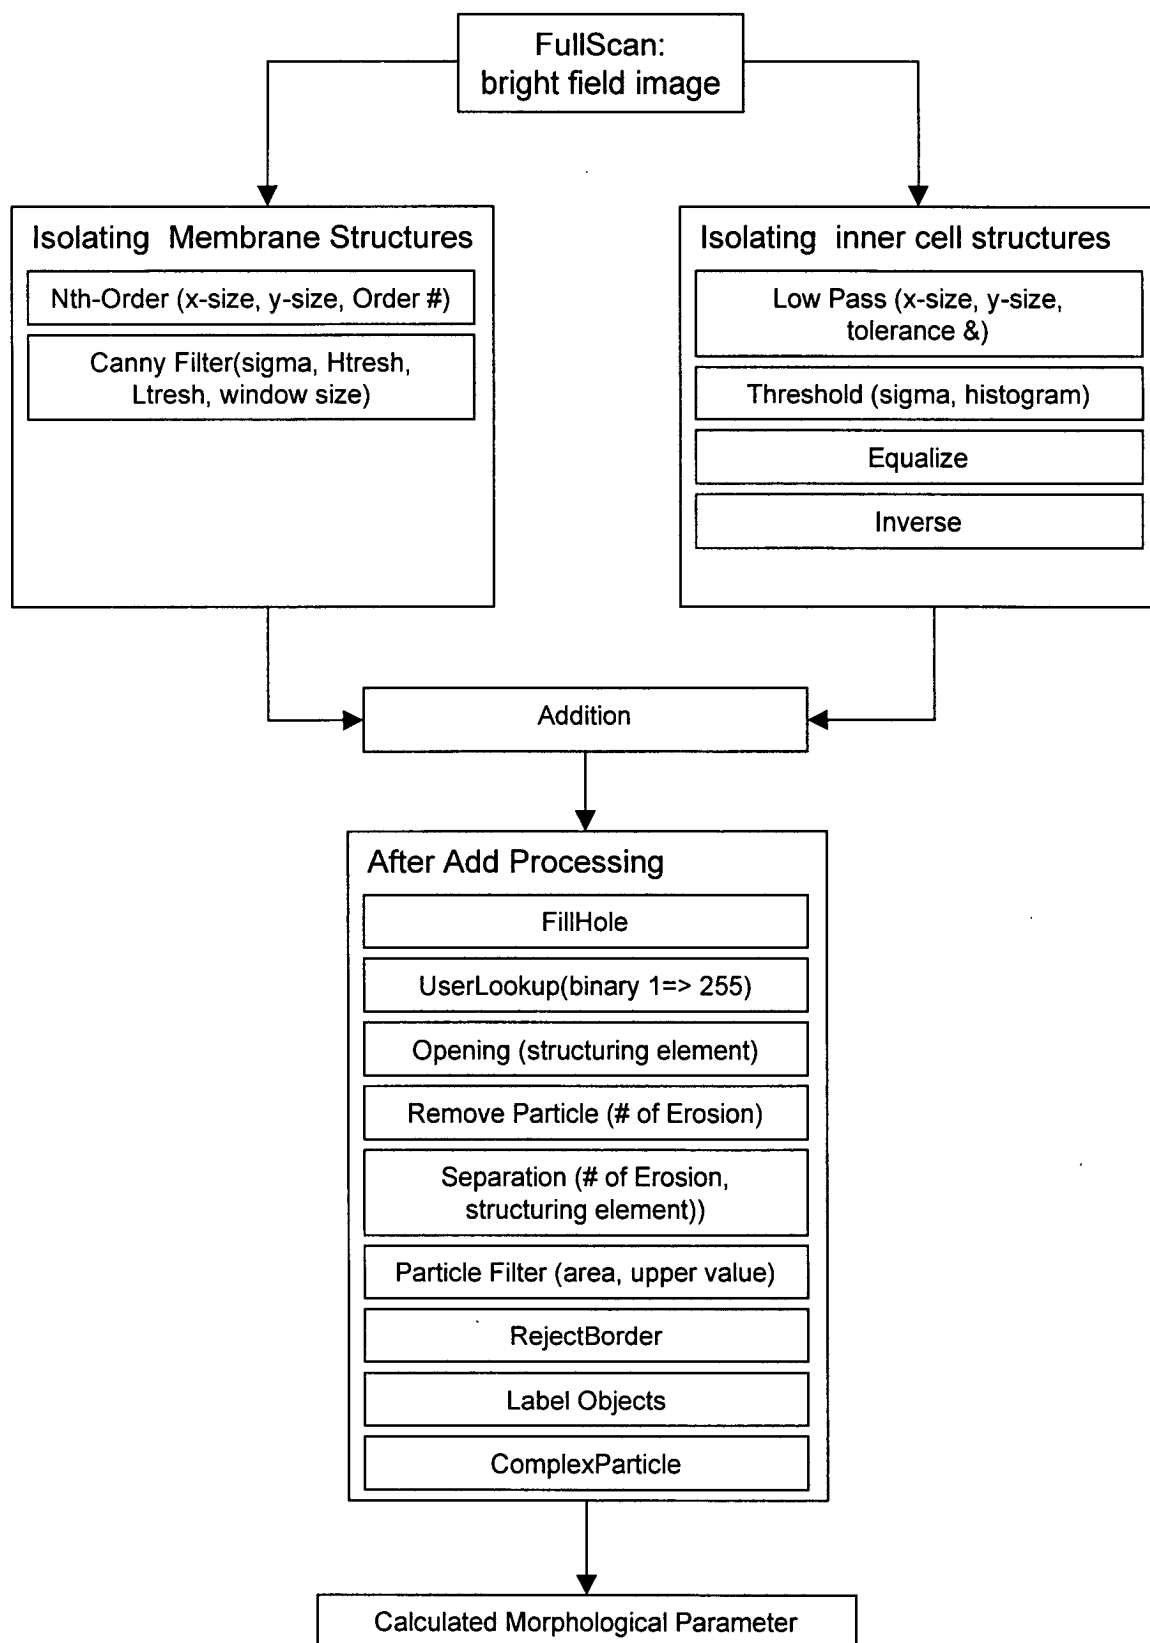 FullScan:
bright field image
Isolating Membrane Structures
Nth-Order (x-size, y-size, Order #)
Canny Filter(sigma, Htresh,
Ltresh, window size)
Isolating inner cell structures
Low Pass (x-size, y-size,
tolerance &)
Threshold (sigma, histogram)
Equalize
Inverse
Addition
After Add Processing
FillHole
UserLookup(binary 1=> 255)
Opening (structuring element)
Remove Particle (# of Erosion)
Separation (# of Erosion,
structuring element))
Particle Filter (area, upper value)
RejectBorder
Label Objects
ComplexParticle
Calculated Morphological Parameter